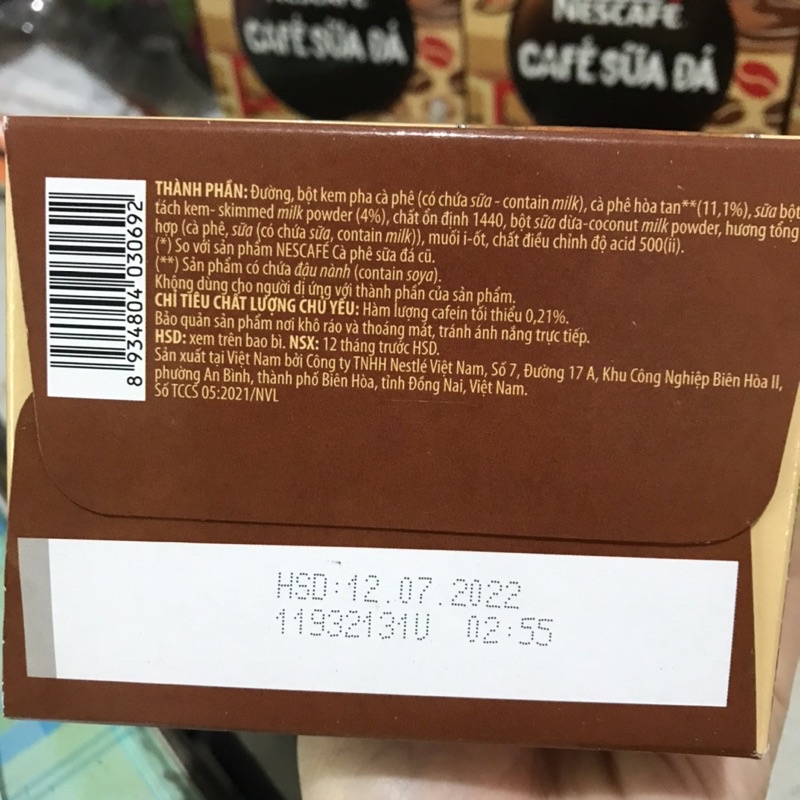 NESCAFÉ
CAFÉ SỮA ĐÁ
NESCAFÉ
CAFÉ SỮA ĐÁ
THÀNH PHẦN: Đường, bột kem pha cà phê (có chứa sữa - contain milk), cà phê hòa tan**(11,1%), sữa bột
tách kem- skimmed milk powder (4%), chất ổn định 1440, bột sữa dừa-coconut milk powder, hương tổng
hợp (cà phê, sữa (có chứa sữa, contain milk)), muối i-ốt, chất điều chỉnh độ acid 500(ii).
(*) So với sản phẩm NESCAFÉ Cà phê sữa đá cũ.
(**) Sản phẩm có chứa đậu nành (contain soya).
Không dùng cho người dị ứng với thành phần của sản phẩm.
CHỈ TIÊU CHẤT LƯỢNG CHỦ YẾU: Hàm lượng cafein tối thiểu 0,21%.
Bảo quản sản phẩm nơi khô ráo và thoáng mát, tránh ánh nắng trực tiếp.
HSD: xem trên bao bì. NSX: 12 tháng trước HSD.
Sản xuất tại Việt Nam bởi Công ty TNHH Nestlé Việt Nam, Số 7, Đường 17 A, Khu Công Nghiệp Biên Hòa II,
phường An Bình, thành phố Biên Hòa, tỉnh Đồng Nai, Việt Nam.
Số TCCS 05:2021/NVL
8 934804 030692
HSD:12.07.2022
11932131U 02:55